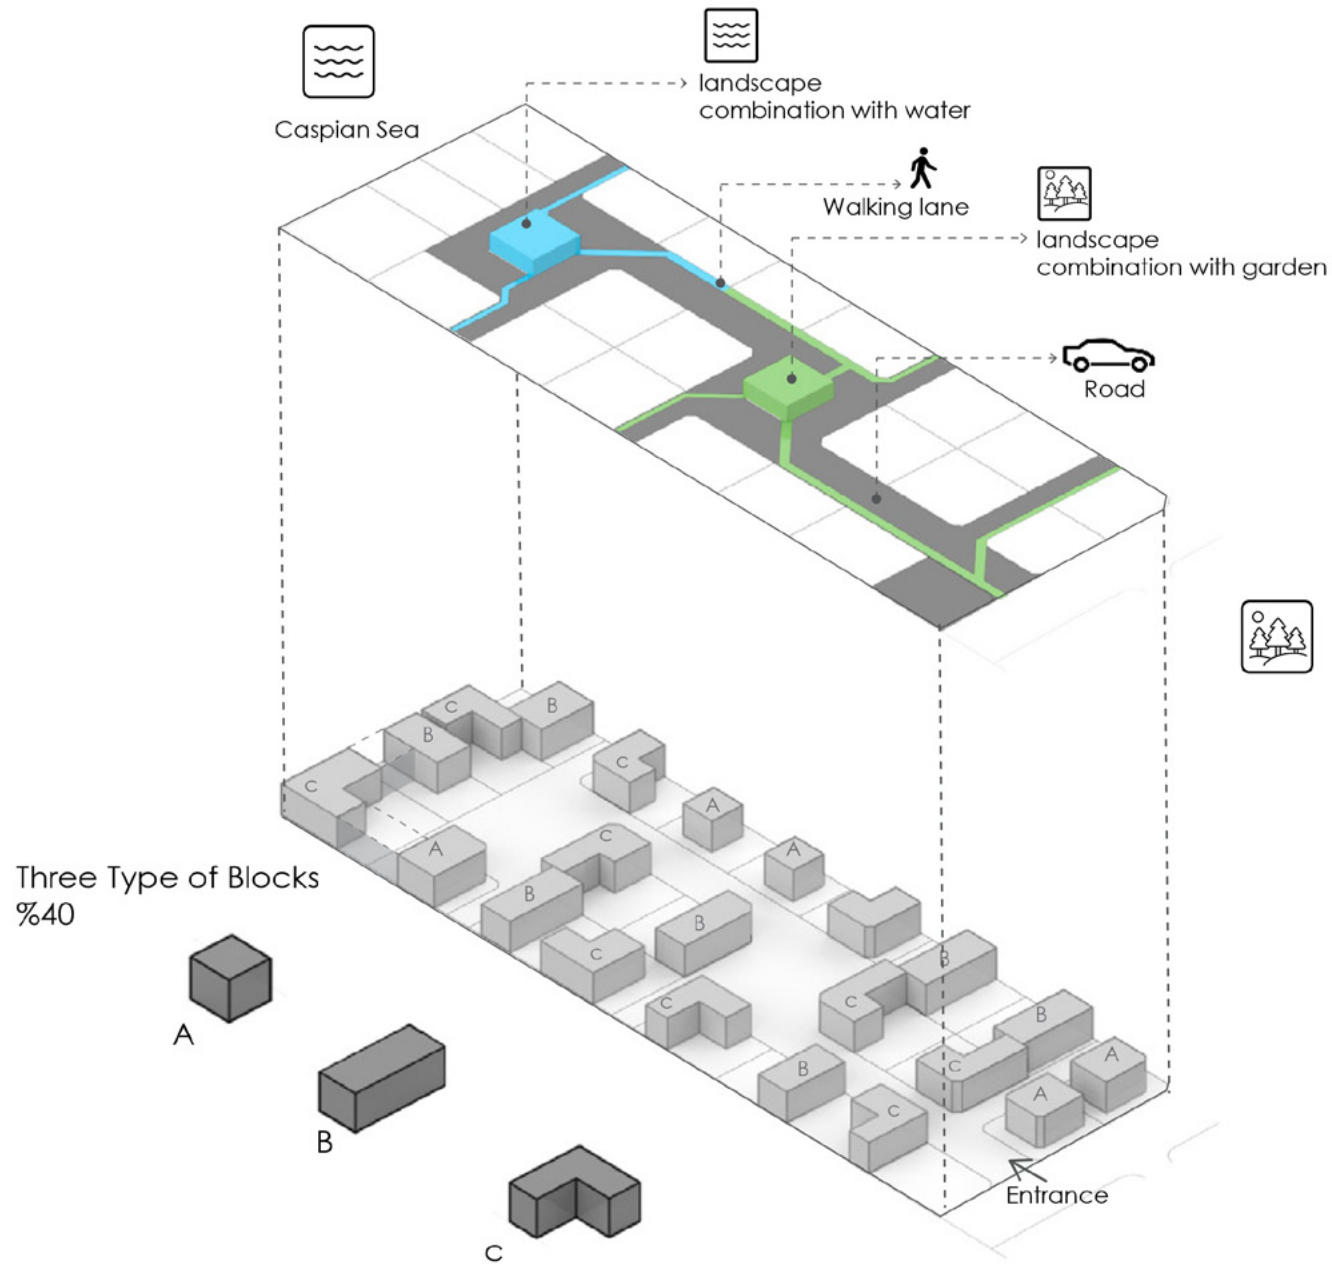 Caspian Sea
landscape
combination with water
Walking lane
landscape
combination with garden
Road
C
B
B
C
C
A
A
C
A
B
B
C
B
C
C
B
B
C
A
A
B
C
Three Type of Blocks
%40
A
B
C
Entrance